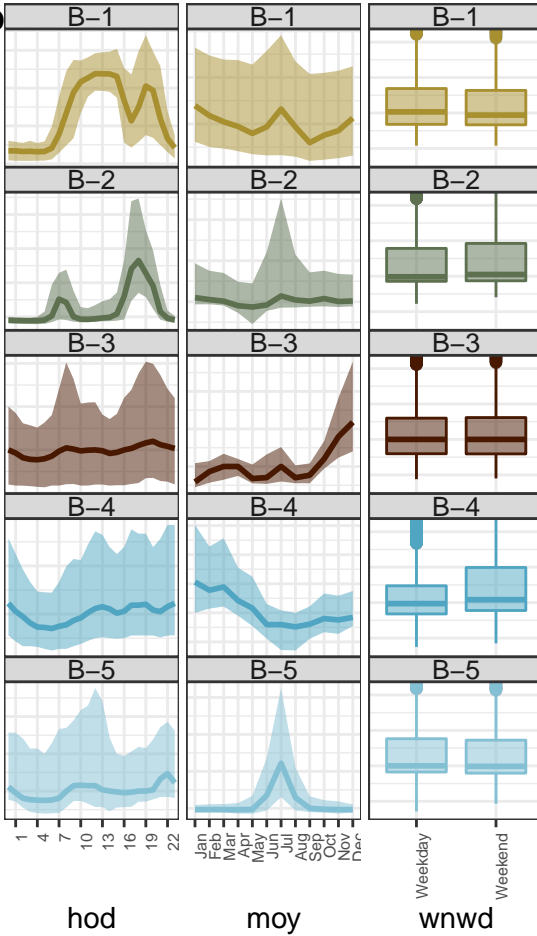 B−1 B−1 B−1
B−2 B−2 B−2
B−3 B−3 B−3
B−4 B−4 B−4
B−5 B−5 B−5
1 4 7 10 13 16 19 22 Jan Feb Mar Apr May Jun Jul Aug Sep Oct Nov Dec Weekday Weekend
hod moy wnwd